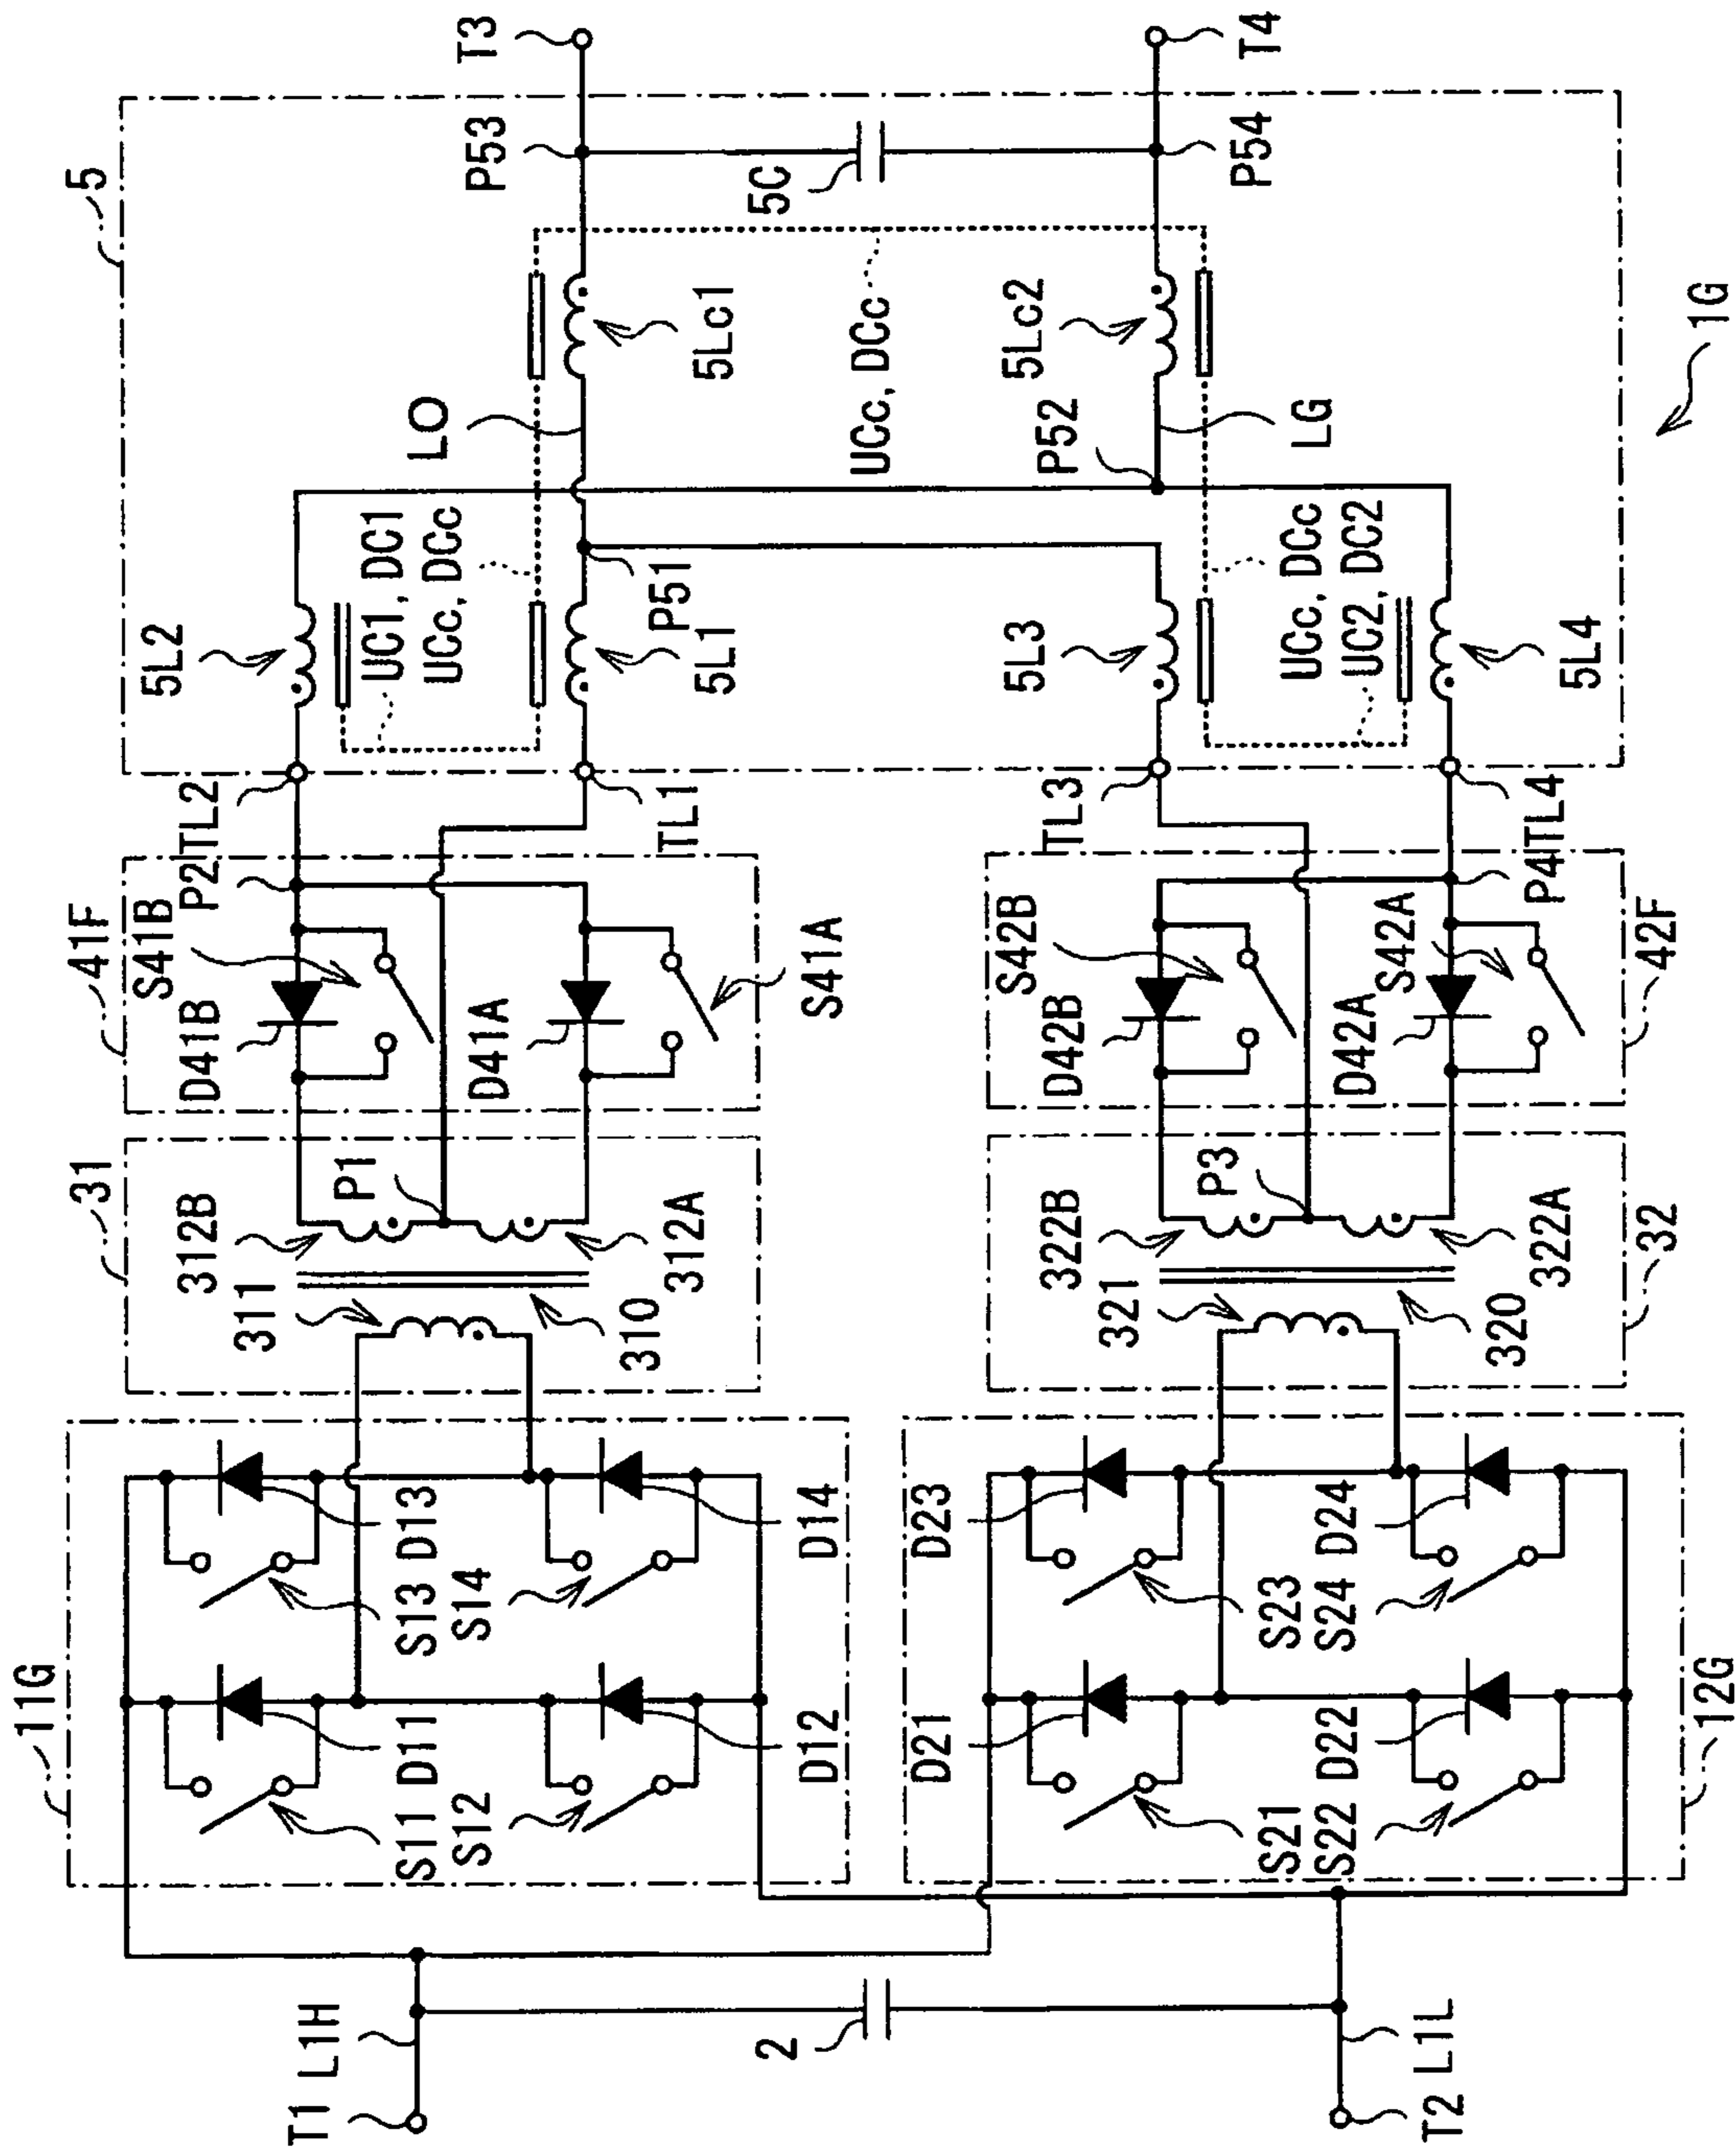 1G
5
T3
P53
5C
P54
T4
LO
5Lc1
UCc, DCc
5Lc2
P52
LG
5L2
UC1, DC1
UCc, DCc
5L1
P51
5L3
UCc, DCc
UC2, DC2
5L4
P2
TL2
TL1
TL3
P4
TL4
41F
S41B
D41B
D41A
S41A
S42B
D42B
S42A
D42A
42F
31
312B
P1
312A
311
310
322B
P3
322A
321
320
32
11G
S13
D13
S14
D14
S11
D11
S12
D12
D23
S23
S24
D24
D21
S21
S22
D22
12G
T1
L1H
2
T2
L1L